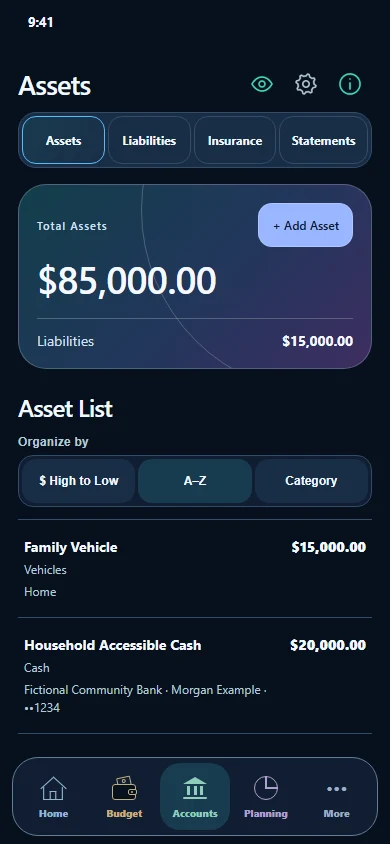 9:41
Assets
Assets
Liabilities
Insurance
Statements
Total Assets
+ Add Asset
$85,000.00
Liabilities
$15,000.00
Asset List
Organize by
$ High to Low
A–Z
Category
Family Vehicle
$15,000.00
Vehicles
Home
Household Accessible Cash
$20,000.00
Cash
Fictional Community Bank · Morgan Example ·
••1234
Home
Budget
Accounts
Planning
More